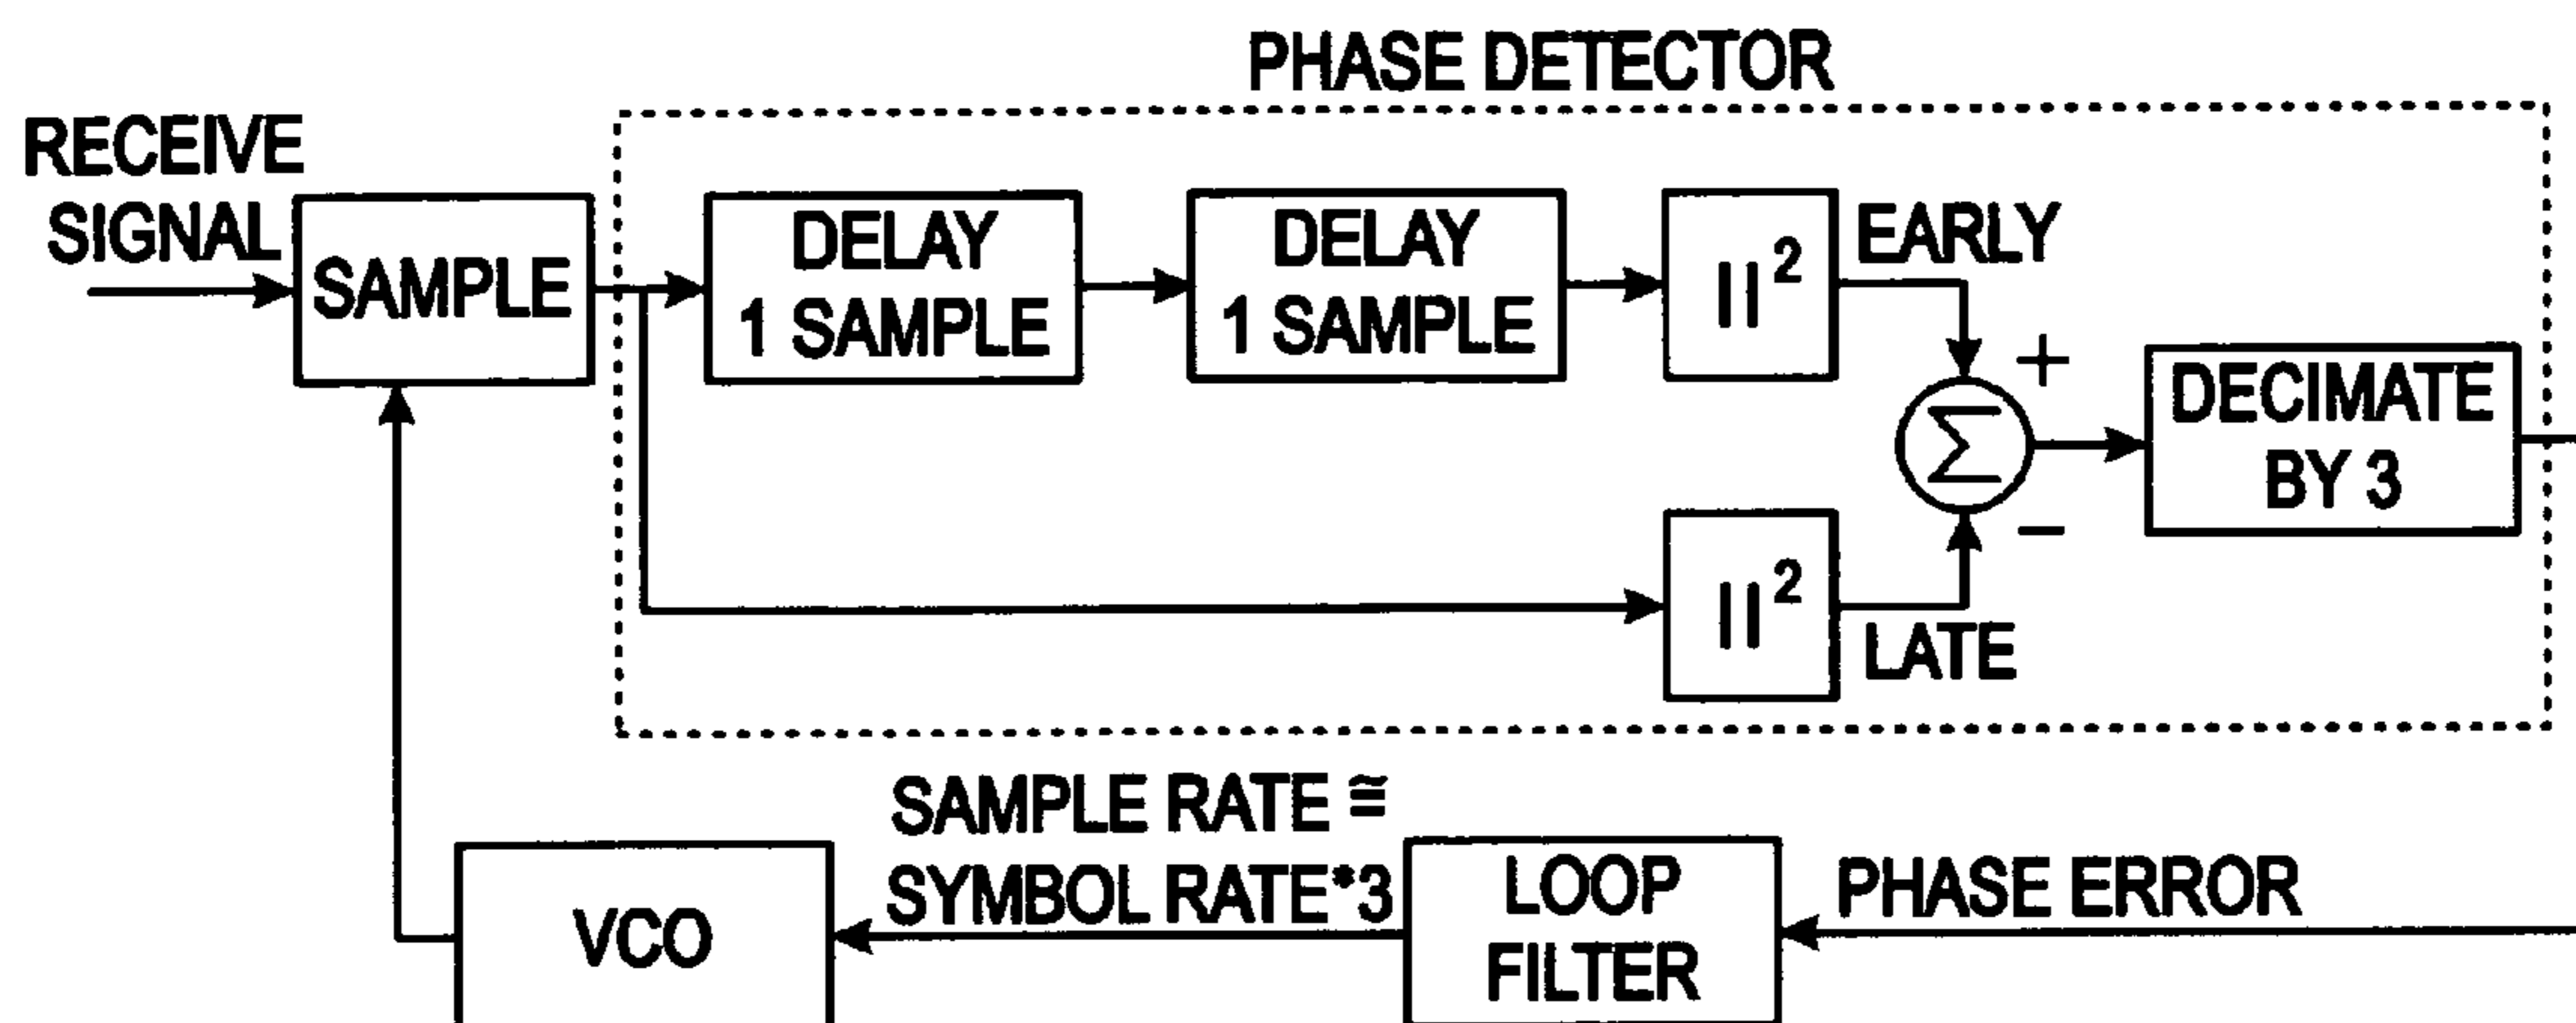 PHASE DETECTOR
RECEIVE
SIGNAL
SAMPLE
DELAY
1 SAMPLE
DELAY
1 SAMPLE
||²
EARLY
+
Σ
DECIMATE
BY 3
−
||²
LATE
SAMPLE RATE ≅
SYMBOL RATE*3
VCO
LOOP
FILTER
PHASE ERROR